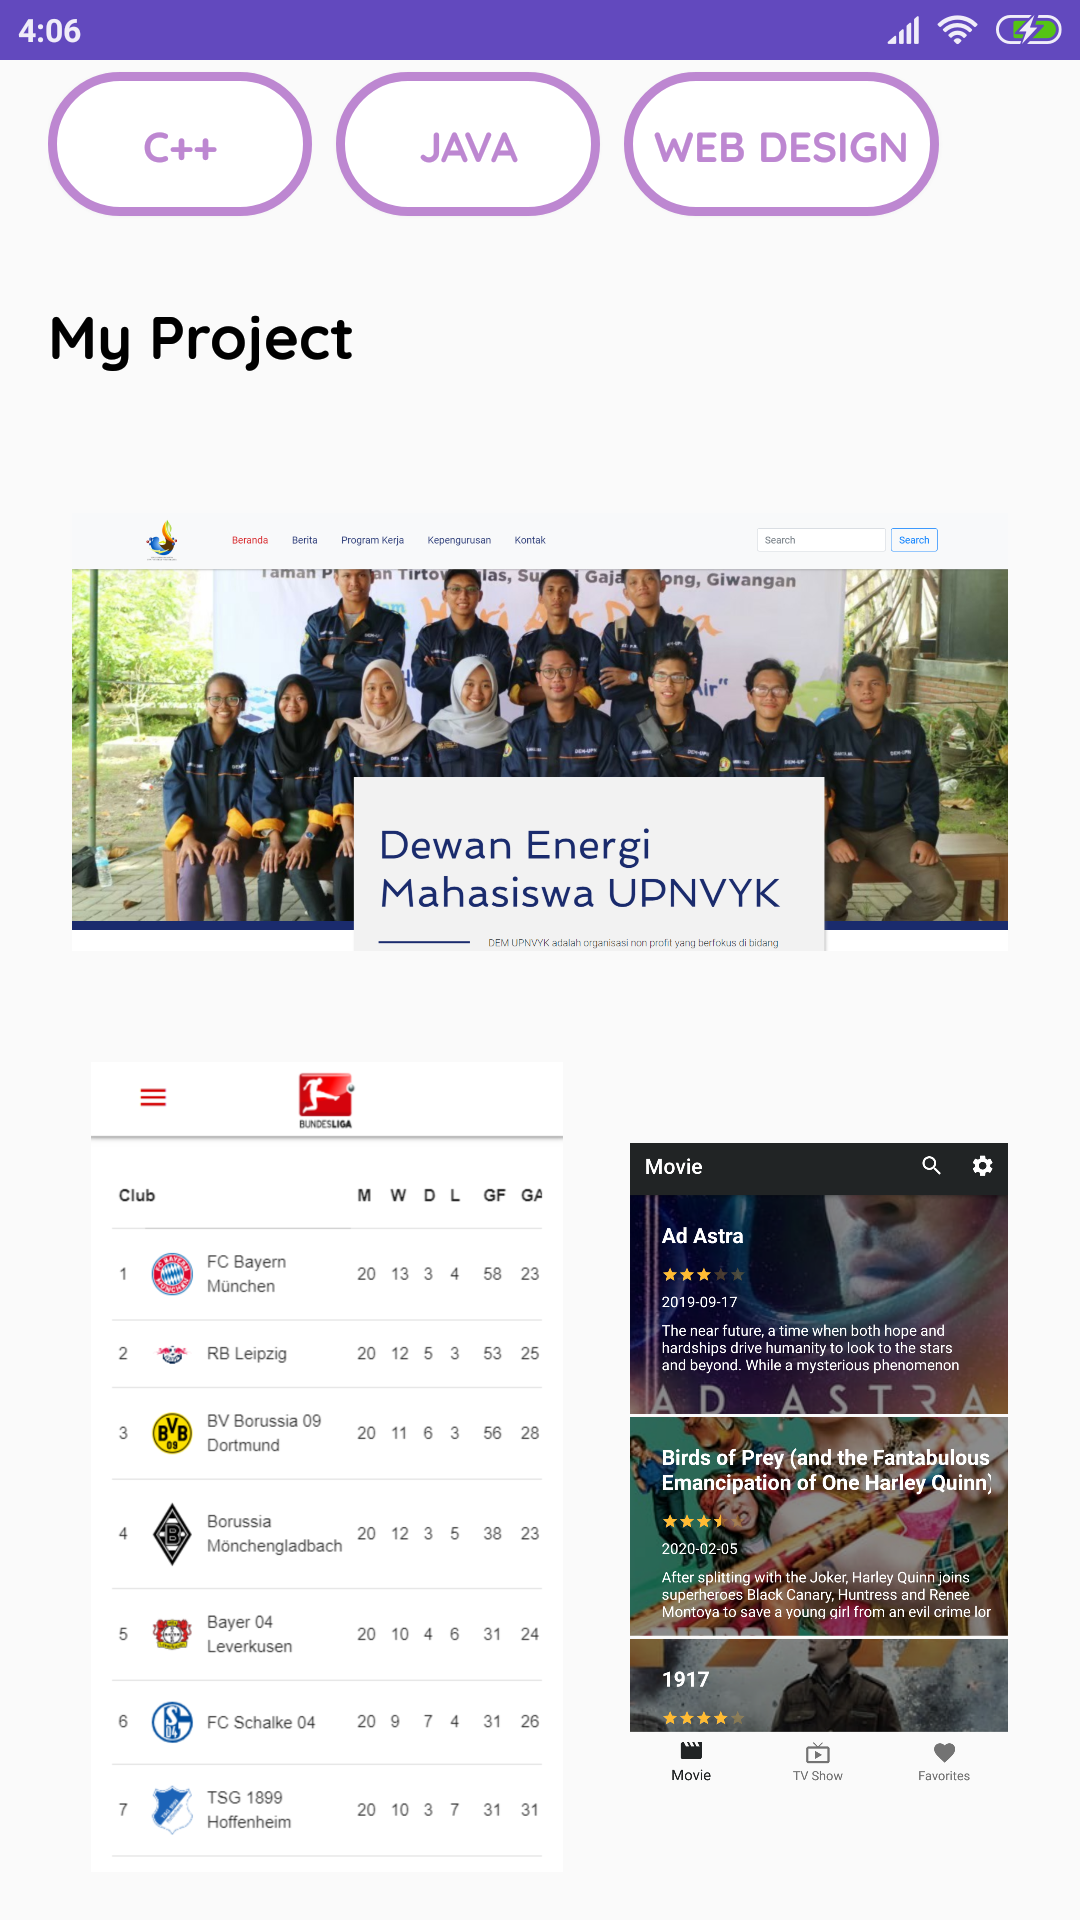 4:06
C++
JAVA
WEB DESIGN
My Project
Beranda
Berita
Program Kerja
Kepengurusan
Kontak
Search
Search
Dewan Energi
Mahasiswa UPNVYK
DEM UPNVYK adalah organisasi non profit yang berfokus di bidang
BUNDESLIGA
Club M W D L GF GA
1 FC Bayern München 20 13 3 4 58 23
2 RB Leipzig 20 12 5 3 53 25
3 BV Borussia 09 Dortmund 20 11 6 3 56 28
4 Borussia Mönchengladbach 20 12 3 5 38 23
5 Bayer 04 Leverkusen 20 10 4 6 31 24
6 FC Schalke 04 20 9 7 4 31 26
7 TSG 1899 Hoffenheim 20 10 3 7 31 31
Movie
Ad Astra
2019-09-17
The near future, a time when both hope and
hardships drive humanity to look to the stars
and beyond. While a mysterious phenomenon
AD ASTRA
Birds of Prey (and the Fantabulous
Emancipation of One Harley Quinn)
2020-02-05
After splitting with the Joker, Harley Quinn joins
superheroes Black Canary, Huntress and Renee
Montoya to save a young girl from an evil crime lor
1917
Movie
TV Show
Favorites